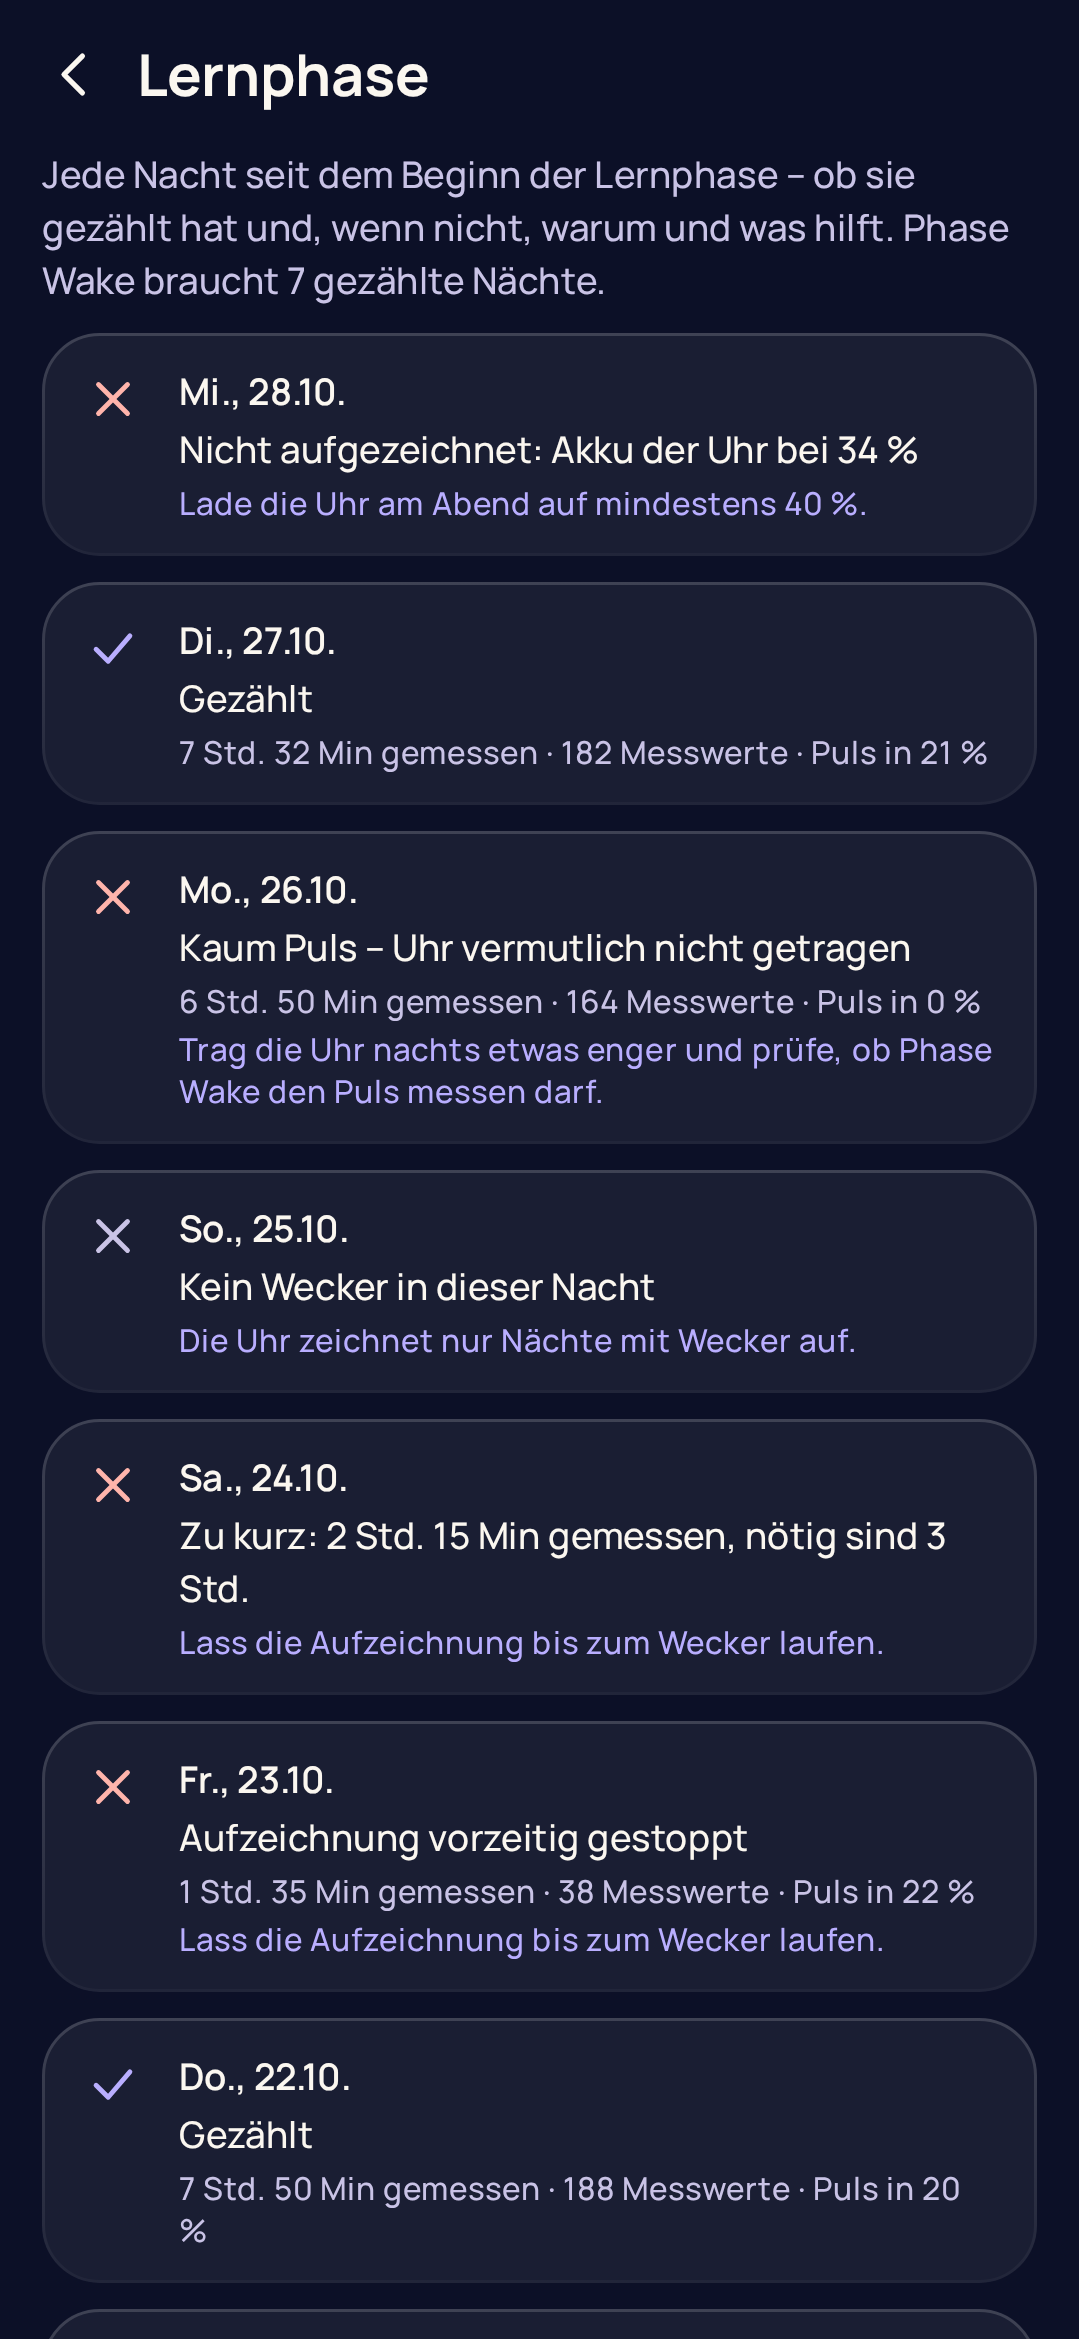 Lernphase
Jede Nacht seit dem Beginn der Lernphase – ob sie
gezählt hat und, wenn nicht, warum und was hilft. Phase
Wake braucht 7 gezählte Nächte.
Mi., 28.10.
Nicht aufgezeichnet: Akku der Uhr bei 34 %
Lade die Uhr am Abend auf mindestens 40 %.
Di., 27.10.
Gezählt
7 Std. 32 Min gemessen · 182 Messwerte · Puls in 21 %
Mo., 26.10.
Kaum Puls – Uhr vermutlich nicht getragen
6 Std. 50 Min gemessen · 164 Messwerte · Puls in 0 %
Trag die Uhr nachts etwas enger und prüfe, ob Phase
Wake den Puls messen darf.
So., 25.10.
Kein Wecker in dieser Nacht
Die Uhr zeichnet nur Nächte mit Wecker auf.
Sa., 24.10.
Zu kurz: 2 Std. 15 Min gemessen, nötig sind 3
Std.
Lass die Aufzeichnung bis zum Wecker laufen.
Fr., 23.10.
Aufzeichnung vorzeitig gestoppt
1 Std. 35 Min gemessen · 38 Messwerte · Puls in 22 %
Lass die Aufzeichnung bis zum Wecker laufen.
Do., 22.10.
Gezählt
7 Std. 50 Min gemessen · 188 Messwerte · Puls in 20
%